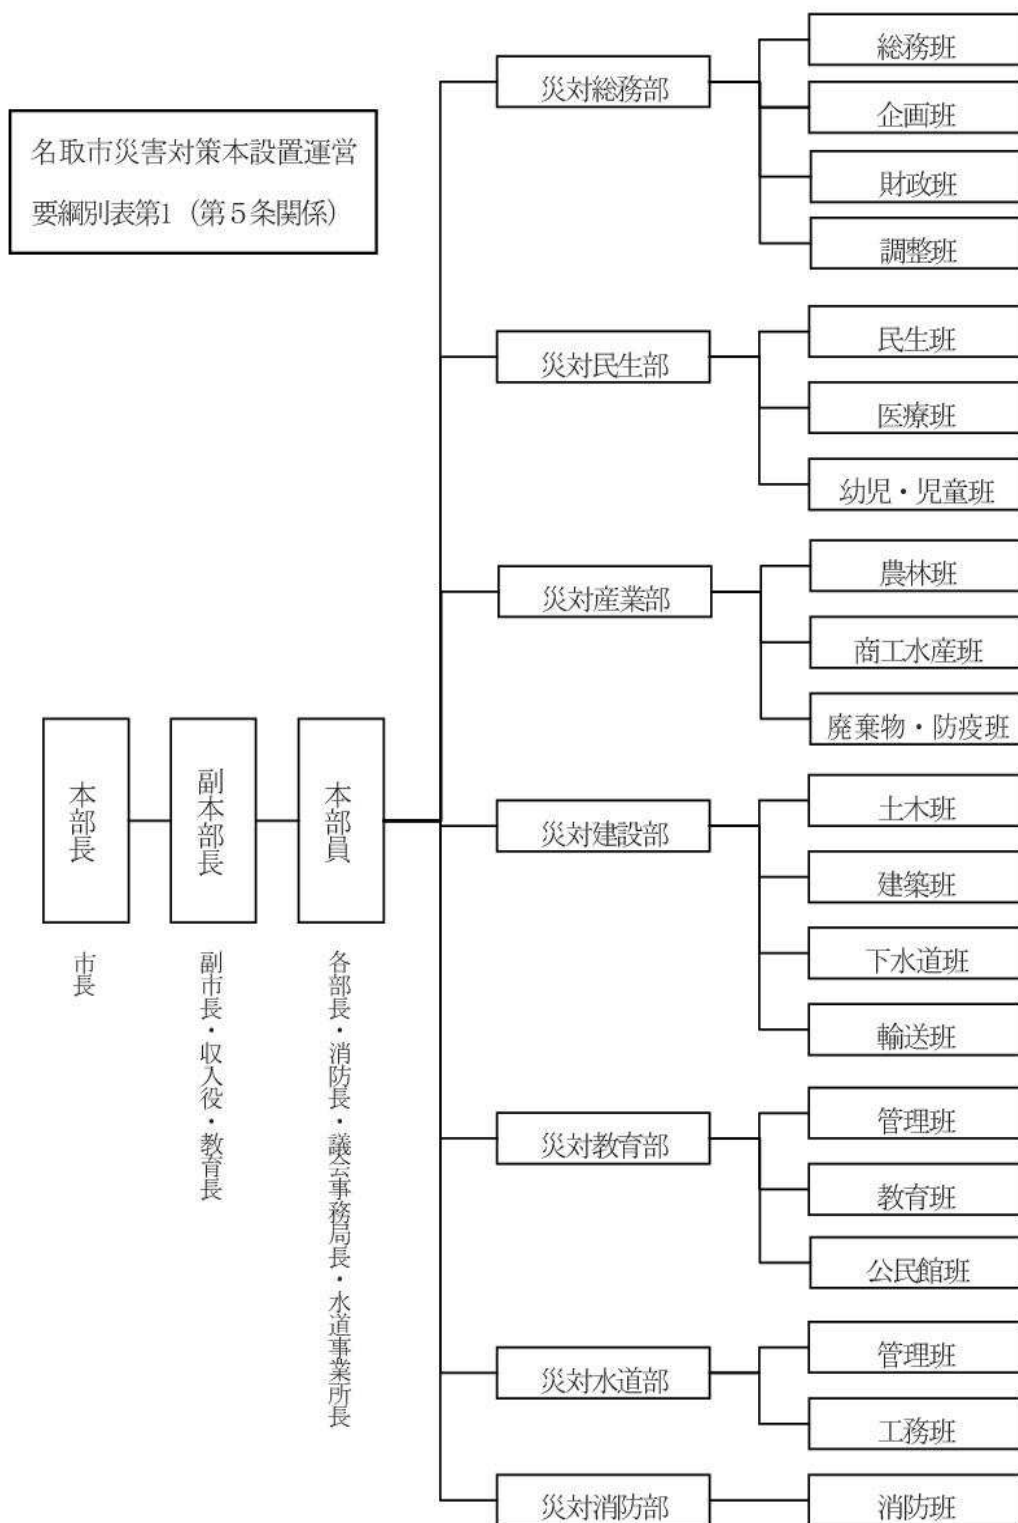 名取市災害対策本設置運営
要綱別表第1（第５条関係）
本部長
市長
副本部長
副市長・収入役・教育長
本部員
各部長・消防長・議会事務局長・水道事業所長
災対総務部
総務班
企画班
財政班
調整班
災対民生部
民生班
医療班
幼児・児童班
災対産業部
農林班
商工水産班
廃棄物・防疫班
災対建設部
土木班
建築班
下水道班
輸送班
災対教育部
管理班
教育班
公民館班
災対水道部
管理班
工務班
災対消防部
消防班